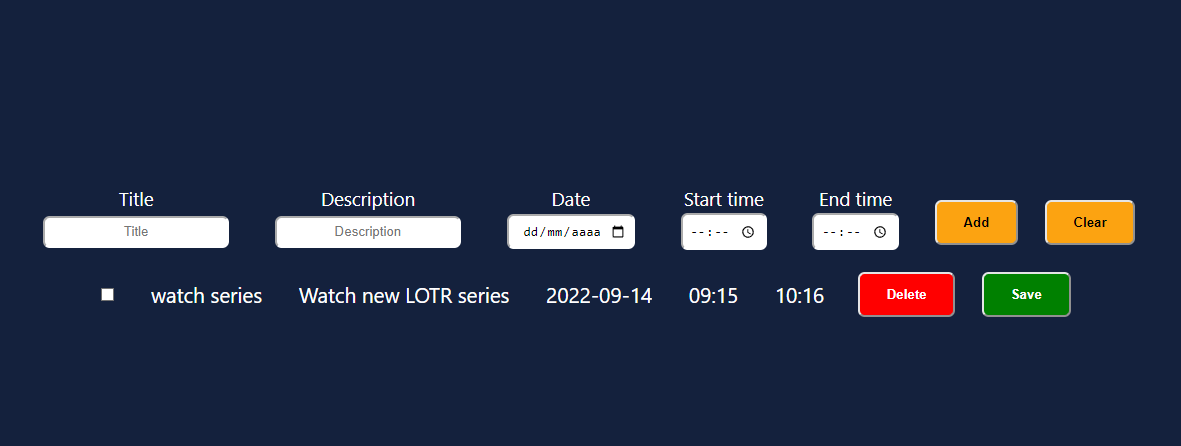 Title Description Date Start time End time
Title Description dd/mm/aaaa --:-- --:-- Add Clear
watch series Watch new LOTR series 2022-09-14 09:15 10:16 Delete Save